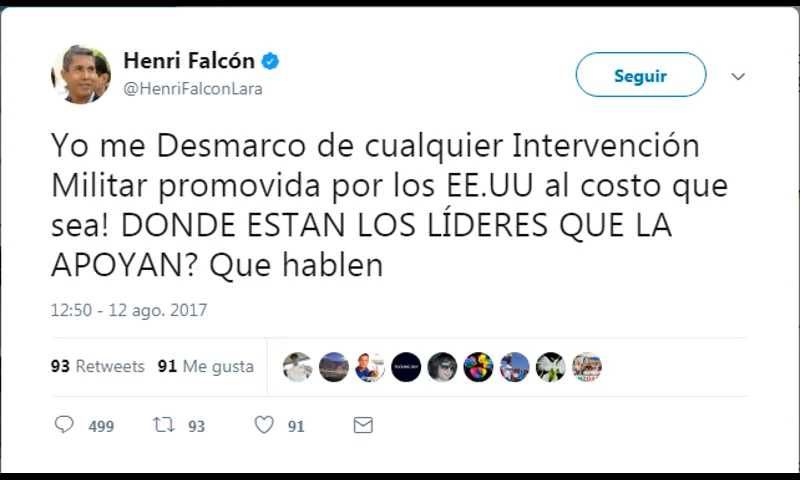 Henri Falcón
@HenriFalconLara
Seguir
Yo me Desmarco de cualquier Intervención
Militar promovida por los EE.UU al costo que
sea! DONDE ESTAN LOS LÍDERES QUE LA
APOYAN? Que hablen
12:50 - 12 ago. 2017
93 Retweets 91 Me gusta
499 93 91